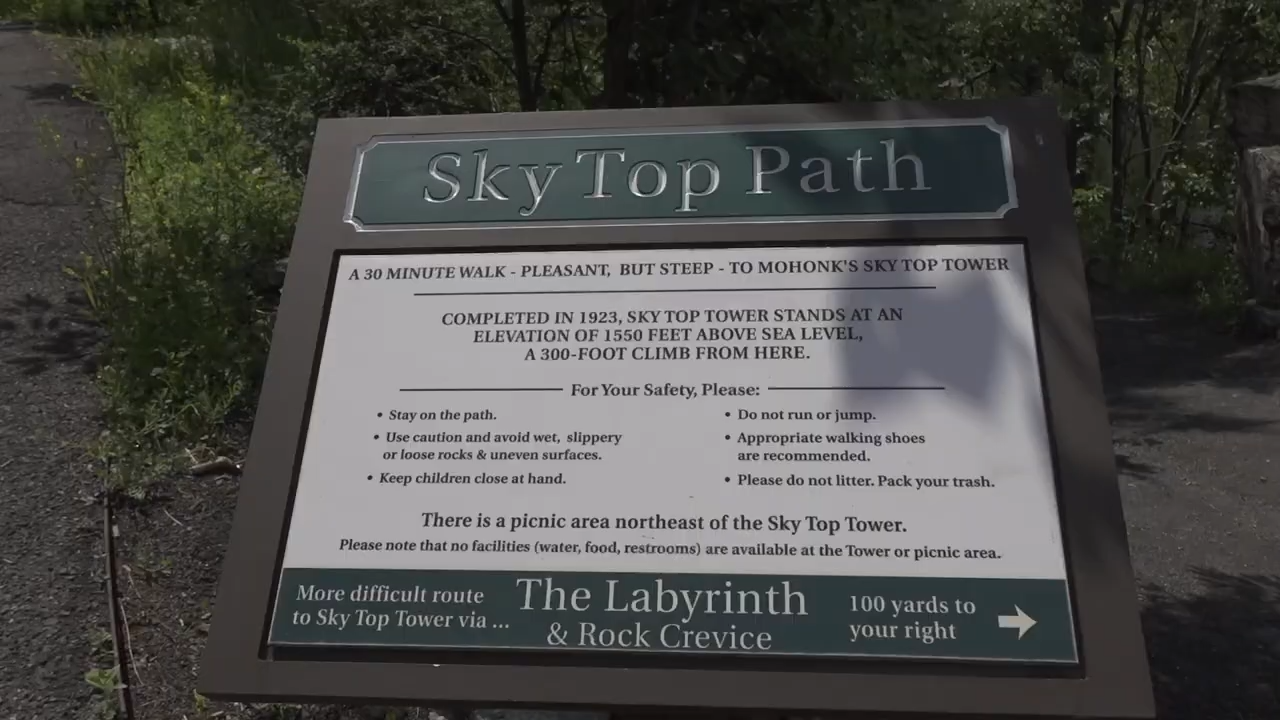 Sky Top Path
A 30 MINUTE WALK - PLEASANT, BUT STEEP - TO MOHONK'S SKY TOP TOWER
COMPLETED IN 1923, SKY TOP TOWER STANDS AT AN
ELEVATION OF 1550 FEET ABOVE SEA LEVEL,
A 300-FOOT CLIMB FROM HERE.
For Your Safety, Please:
• Stay on the path.
• Use caution and avoid wet, slippery
or loose rocks & uneven surfaces.
• Keep children close at hand.
• Do not run or jump.
• Appropriate walking shoes
are recommended.
• Please do not litter. Pack your trash.
There is a picnic area northeast of the Sky Top Tower.
Please note that no facilities (water, food, restrooms) are available at the Tower or picnic area.
More difficult route
to Sky Top Tower via ...
The Labyrinth
& Rock Crevice
100 yards to
your right